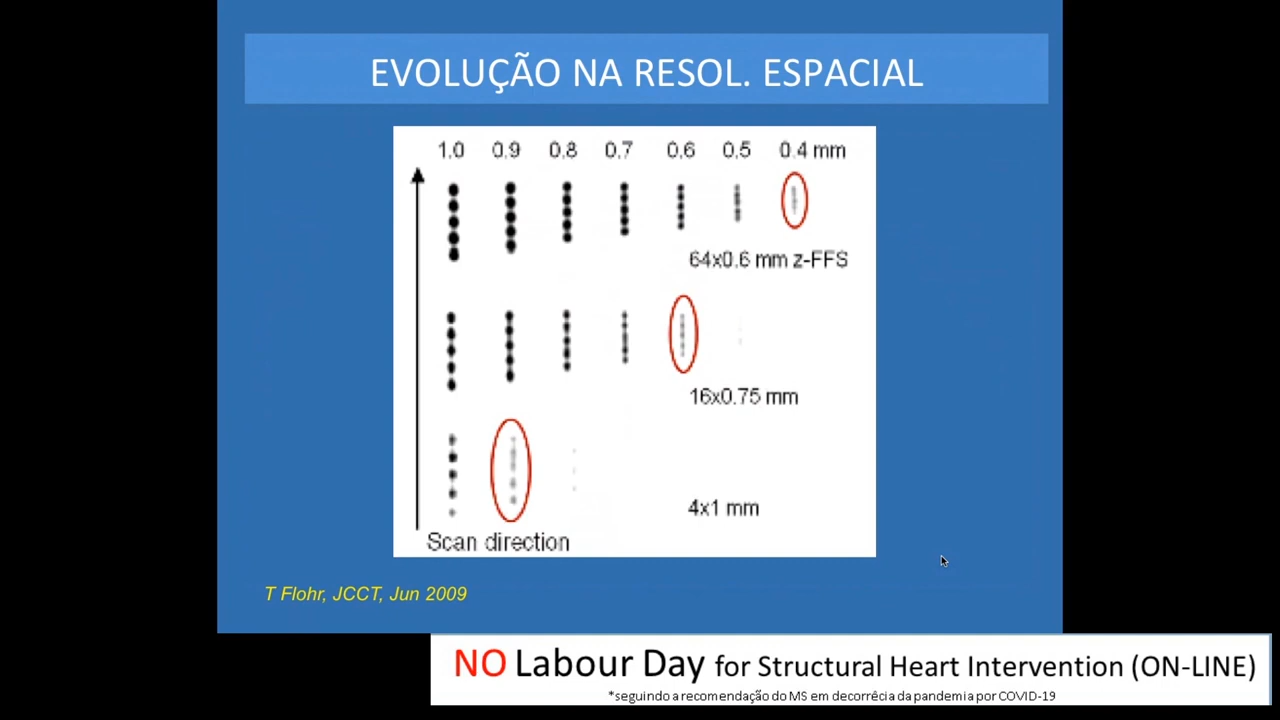 EVOLUÇÃO NA RESOL. ESPACIAL
1.0 0.9 0.8 0.7 0.6 0.5 0.4 mm
64x0.6 mm z-FFS
16x0.75 mm
4x1 mm
Scan direction
T Flohr, JCCT, Jun 2009
NO Labour Day for Structural Heart Intervention (ON-LINE)
*seguindo a recomendação do MS em decorrêcia da pandemia por COVID-19